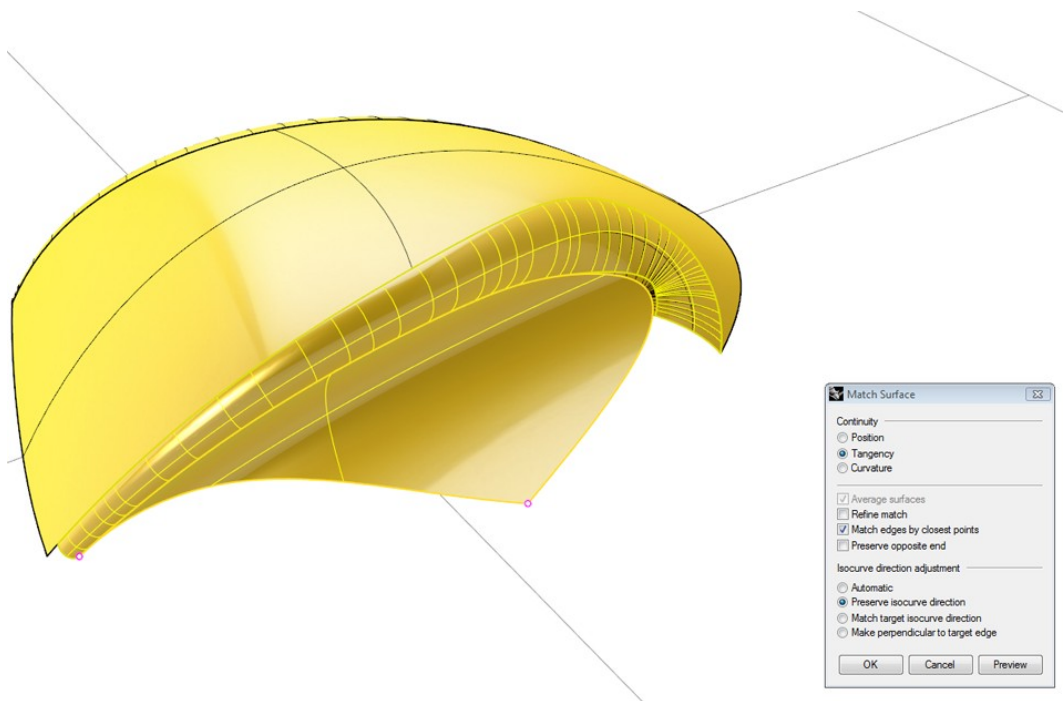 Match Surface
Continuity
Position
Tangency
Curvature
Average surfaces
Refine match
Match edges by closest points
Preserve opposite end
Isocurve direction adjustment
Automatic
Preserve isocurve direction
Match target isocurve direction
Make perpendicular to target edge
OK Cancel Preview